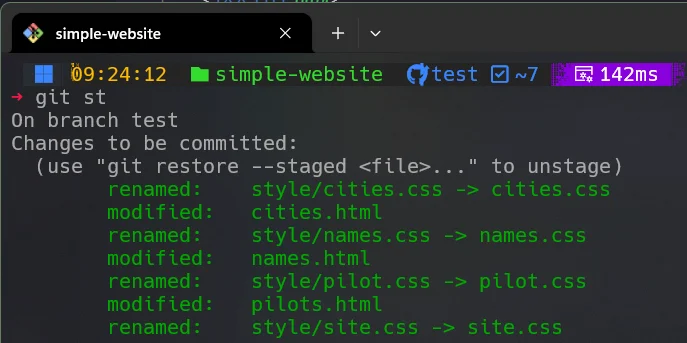 simple-website
09:24:12 simple-website test ~7 142ms
→ git st
On branch test
Changes to be committed:
(use "git restore --staged <file>..." to unstage)
renamed: style/cities.css -> cities.css
modified: cities.html
renamed: style/names.css -> names.css
modified: names.html
renamed: style/pilot.css -> pilot.css
modified: pilots.html
renamed: style/site.css -> site.css